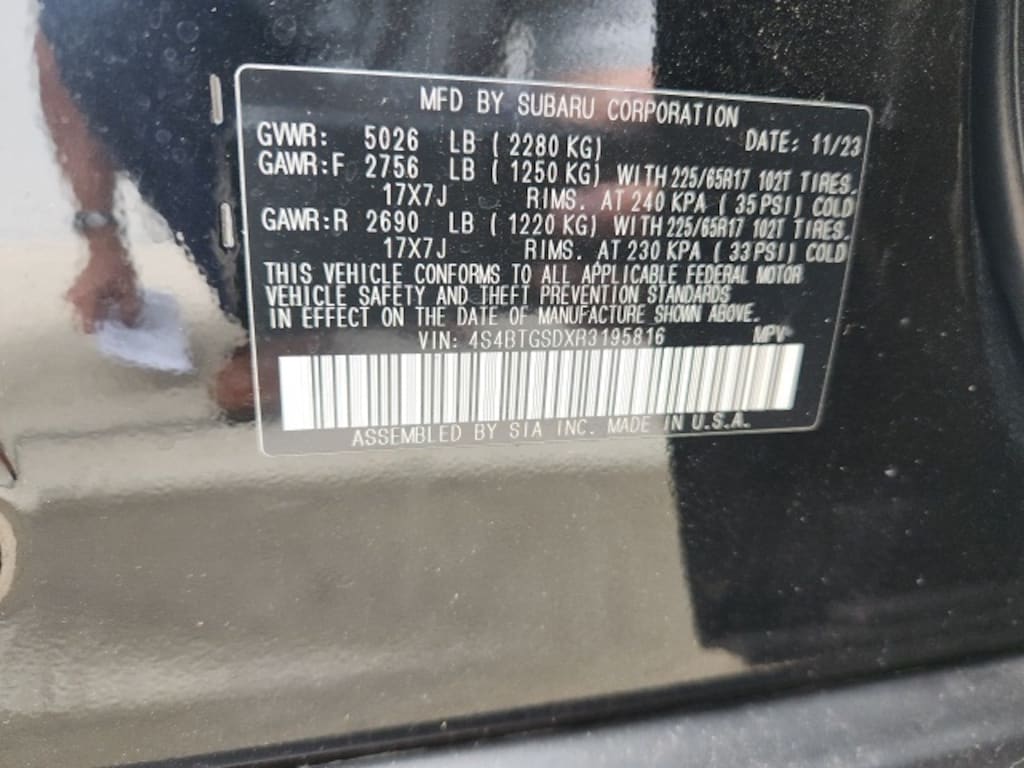 MFD BY SUBARU CORPORATION
GVWR: 5026 LB ( 2280 KG) DATE: 11/23
GAWR:F 2756 LB ( 1250 KG) WITH 225/65R17 102T TIRES.
17X7J RIMS. AT 240 KPA ( 35 PSI) COLD
GAWR:R 2690 LB ( 1220 KG) WITH 225/65R17 102T TIRES.
17X7J RIMS. AT 230 KPA ( 33 PSI) COLD
THIS VEHICLE CONFORMS TO ALL APPLICABLE FEDERAL MOTOR
VEHICLE SAFETY AND THEFT PREVENTION STANDARDS
IN EFFECT ON THE DATE OF MANUFACTURE SHOWN ABOVE.
VIN: 4S4BTGSDXR3195816 MPV
ASSEMBLED BY SIA INC. MADE IN U.S.A.